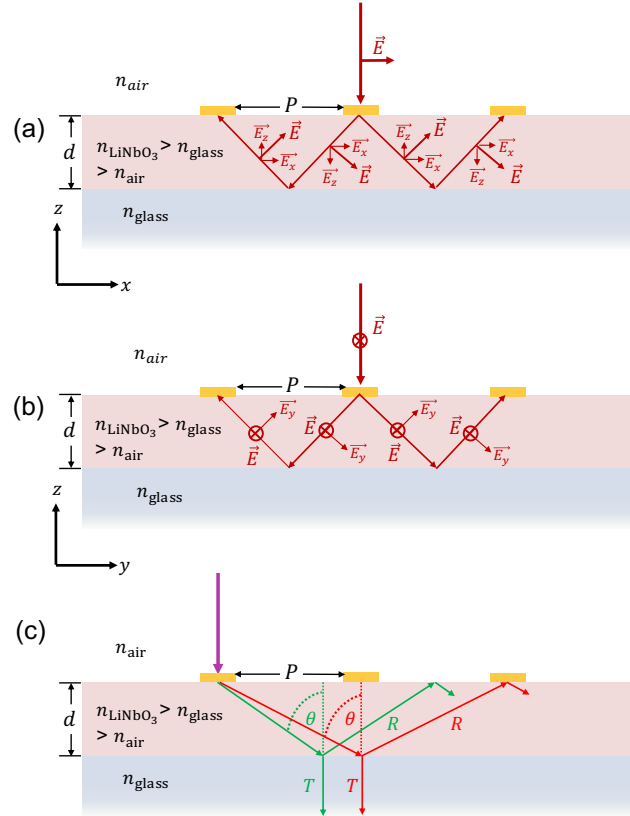 n_air
E⃗
P
(a)
d
n_LiNbO3 > n_glass
> n_air
E_z⃗ E⃗ E_x⃗
E_x⃗ E_z⃗ E⃗
E_z⃗ E⃗ E_x⃗
E_x⃗ E_z⃗ E⃗
n_glass
z
x
E⃗
n_air
P
(b)
d
n_LiNbO3 > n_glass
> n_air
E_y⃗ E⃗
E⃗ E_y⃗
E_y⃗ E⃗
E⃗ E_y⃗
n_glass
z
y
(c)
n_air
P
d
n_LiNbO3 > n_glass
> n_air
θ θ R R
n_glass
T T